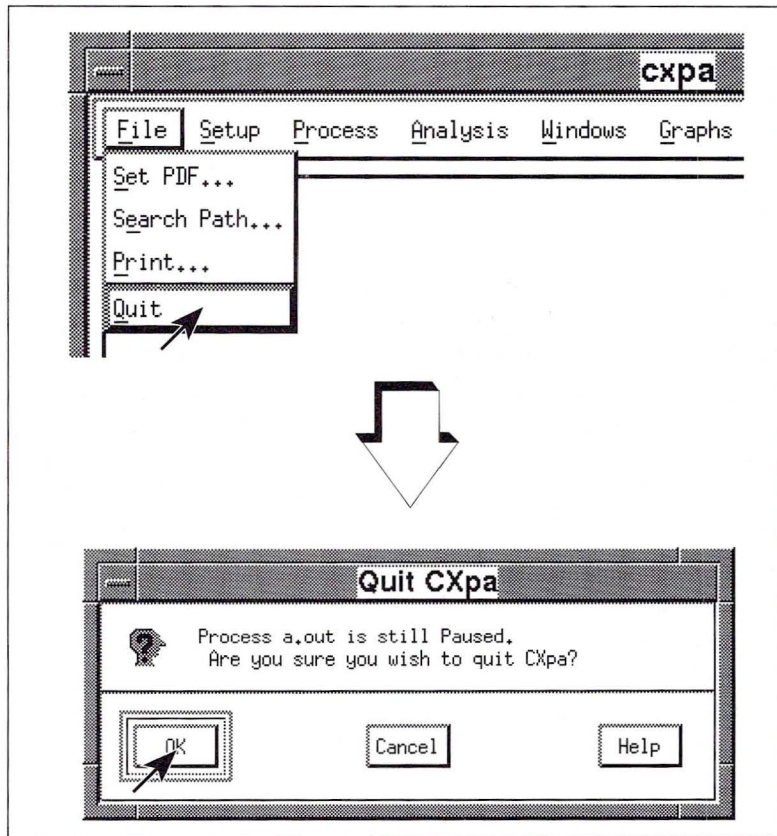 cxpa
File Setup Process Analysis Windows Graphs
Set PDF...
Search Path...
Print...
Quit
Quit CXpa
Process a.out is still Paused.
Are you sure you wish to quit CXpa?
OK Cancel Help